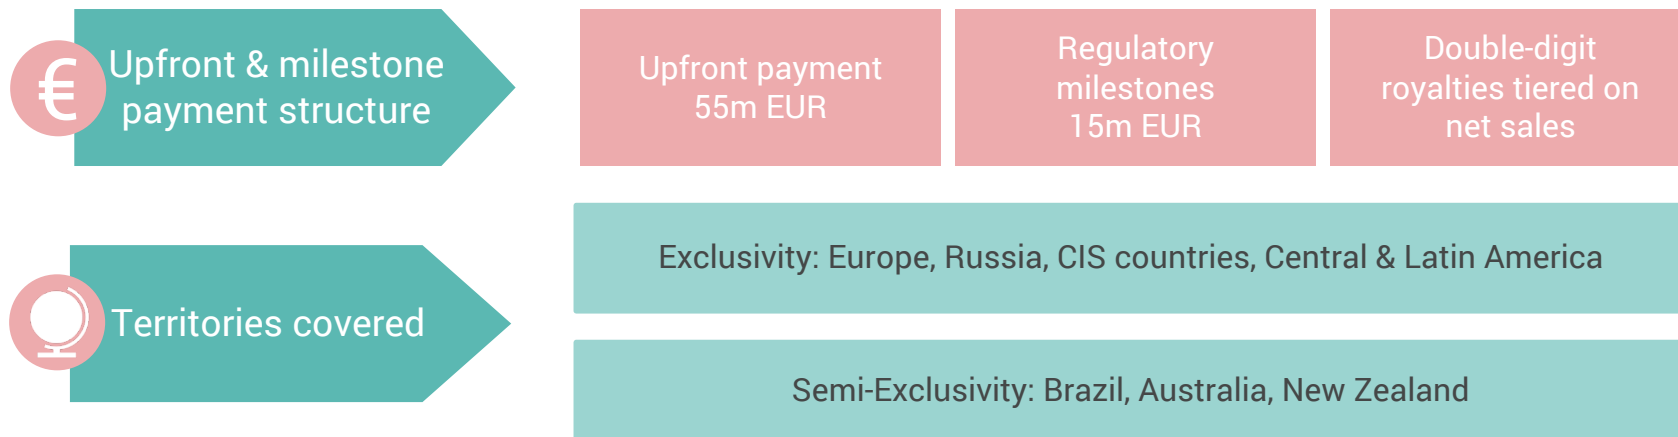 €
Upfront & milestone
payment structure
Upfront payment
55m EUR
Regulatory
milestones
15m EUR
Double-digit
royalties tiered on
net sales
Territories covered
Exclusivity: Europe, Russia, CIS countries, Central & Latin America
Semi-Exclusivity: Brazil, Australia, New Zealand